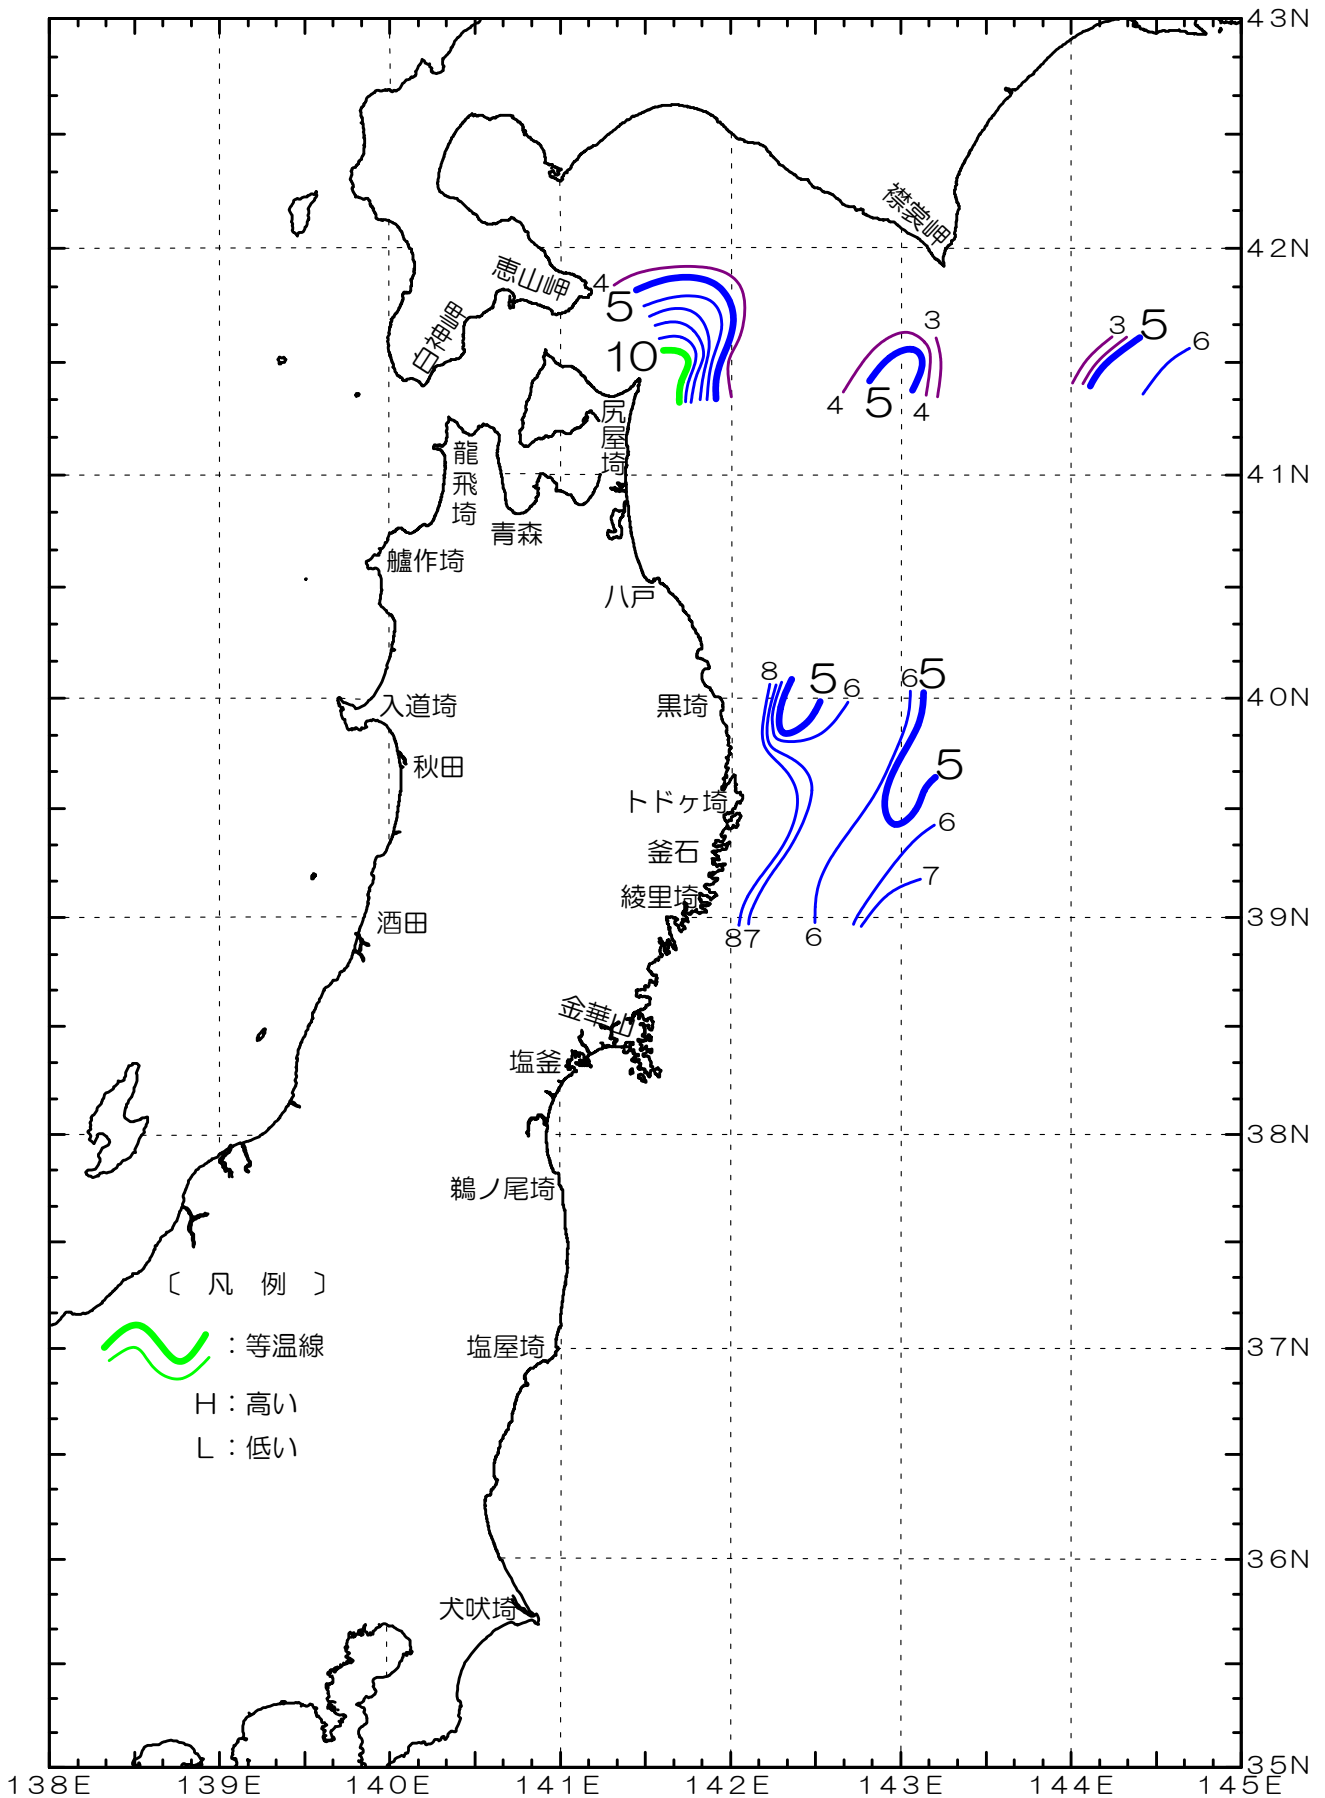 43N
襟裳岬
42N
恵山岬
4
5
白神岬
10
3
3
5
6
4
5
4
尻屋埼
龍飛埼
41N
青森
艫作埼
八戸
8
5
6
6
5
40N
入道埼
黒埼
秋田
5
トドヶ埼
6
釜石
7
綾里埼
39N
酒田
8
7
6
金華山
塩釜
38N
鵜ノ尾埼
〔 凡 例 〕
:等温線
塩屋埼
37N
H:高い
L:低い
36N
犬吠埼
35N
138E
139E
140E
141E
142E
143E
144E
145E